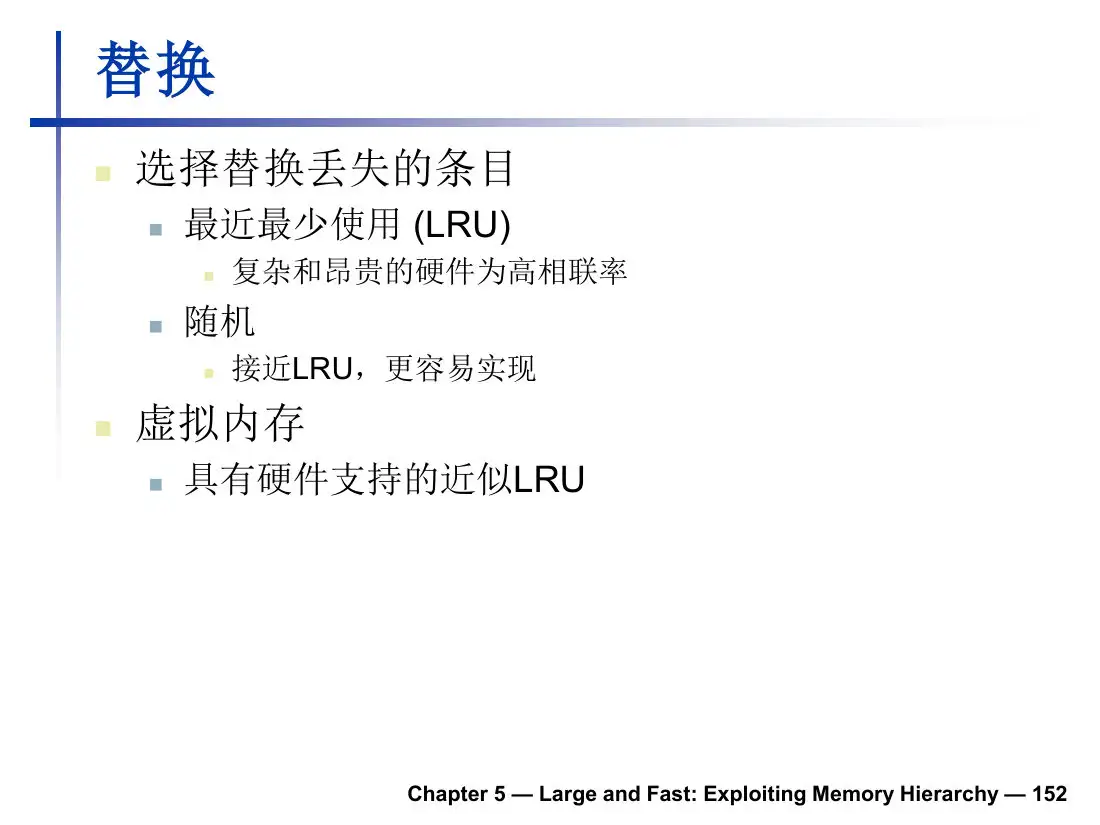 替换
选择替换丢失的条目
最近最少使用 (LRU)
复杂和昂贵的硬件为高相联率
随机
接近LRU，更容易实现
虚拟内存
具有硬件支持的近似LRU
Chapter 5 — Large and Fast: Exploiting Memory Hierarchy — 152